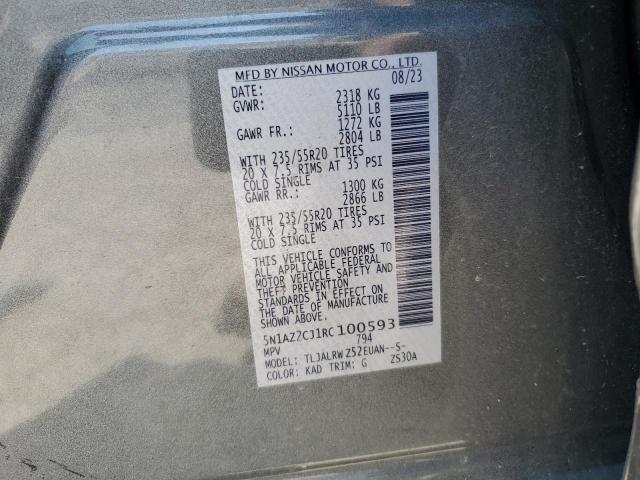 MFD BY NISSAN MOTOR CO., LTD.
DATE: 08/23
GVWR: 2318 KG
5110 LB
GAWR FR.: 1272 KG
2804 LB
WITH 235/55R20 TIRES
20 X 7.5 RIMS AT 35 PSI
COLD SINGLE
GAWR RR.: 1300 KG
2866 LB
WITH 235/55R20 TIRES
20 X 7.5 RIMS AT 35 PSI
COLD SINGLE
THIS VEHICLE CONFORMS TO
ALL APPLICABLE FEDERAL
MOTOR VEHICLE SAFETY AND
THEFT PREVENTION
STANDARDS IN EFFECT ON
THE DATE OF MANUFACTURE
SHOWN ABOVE.
5N1AZ2CJ1RC100593
MPV 794
MODEL: TLJALRW Z52EUAN--S-
COLOR: KAD TRIM: G ZS30A